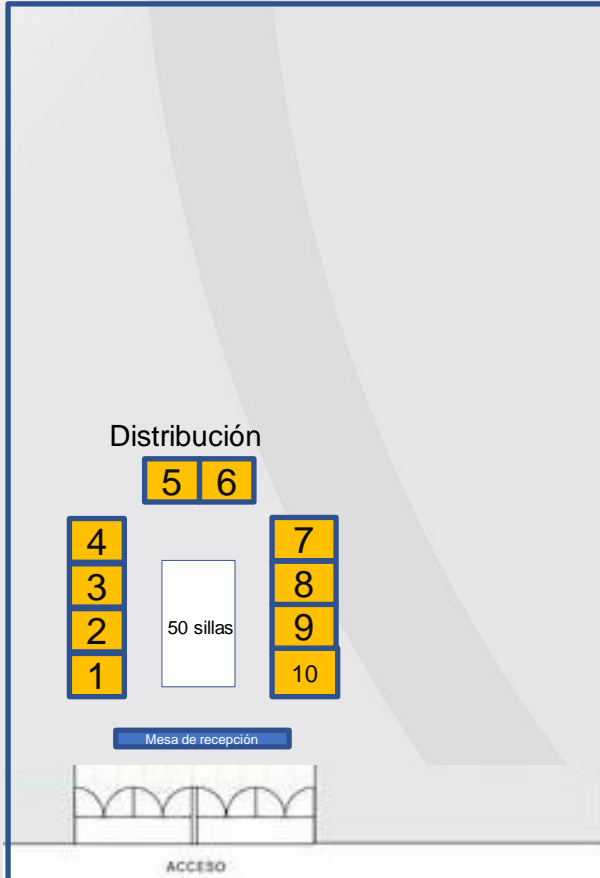 Distribución
5 6
4 7
3 8
2 50 sillas 9
1 10
Mesa de recepción
ACCESO